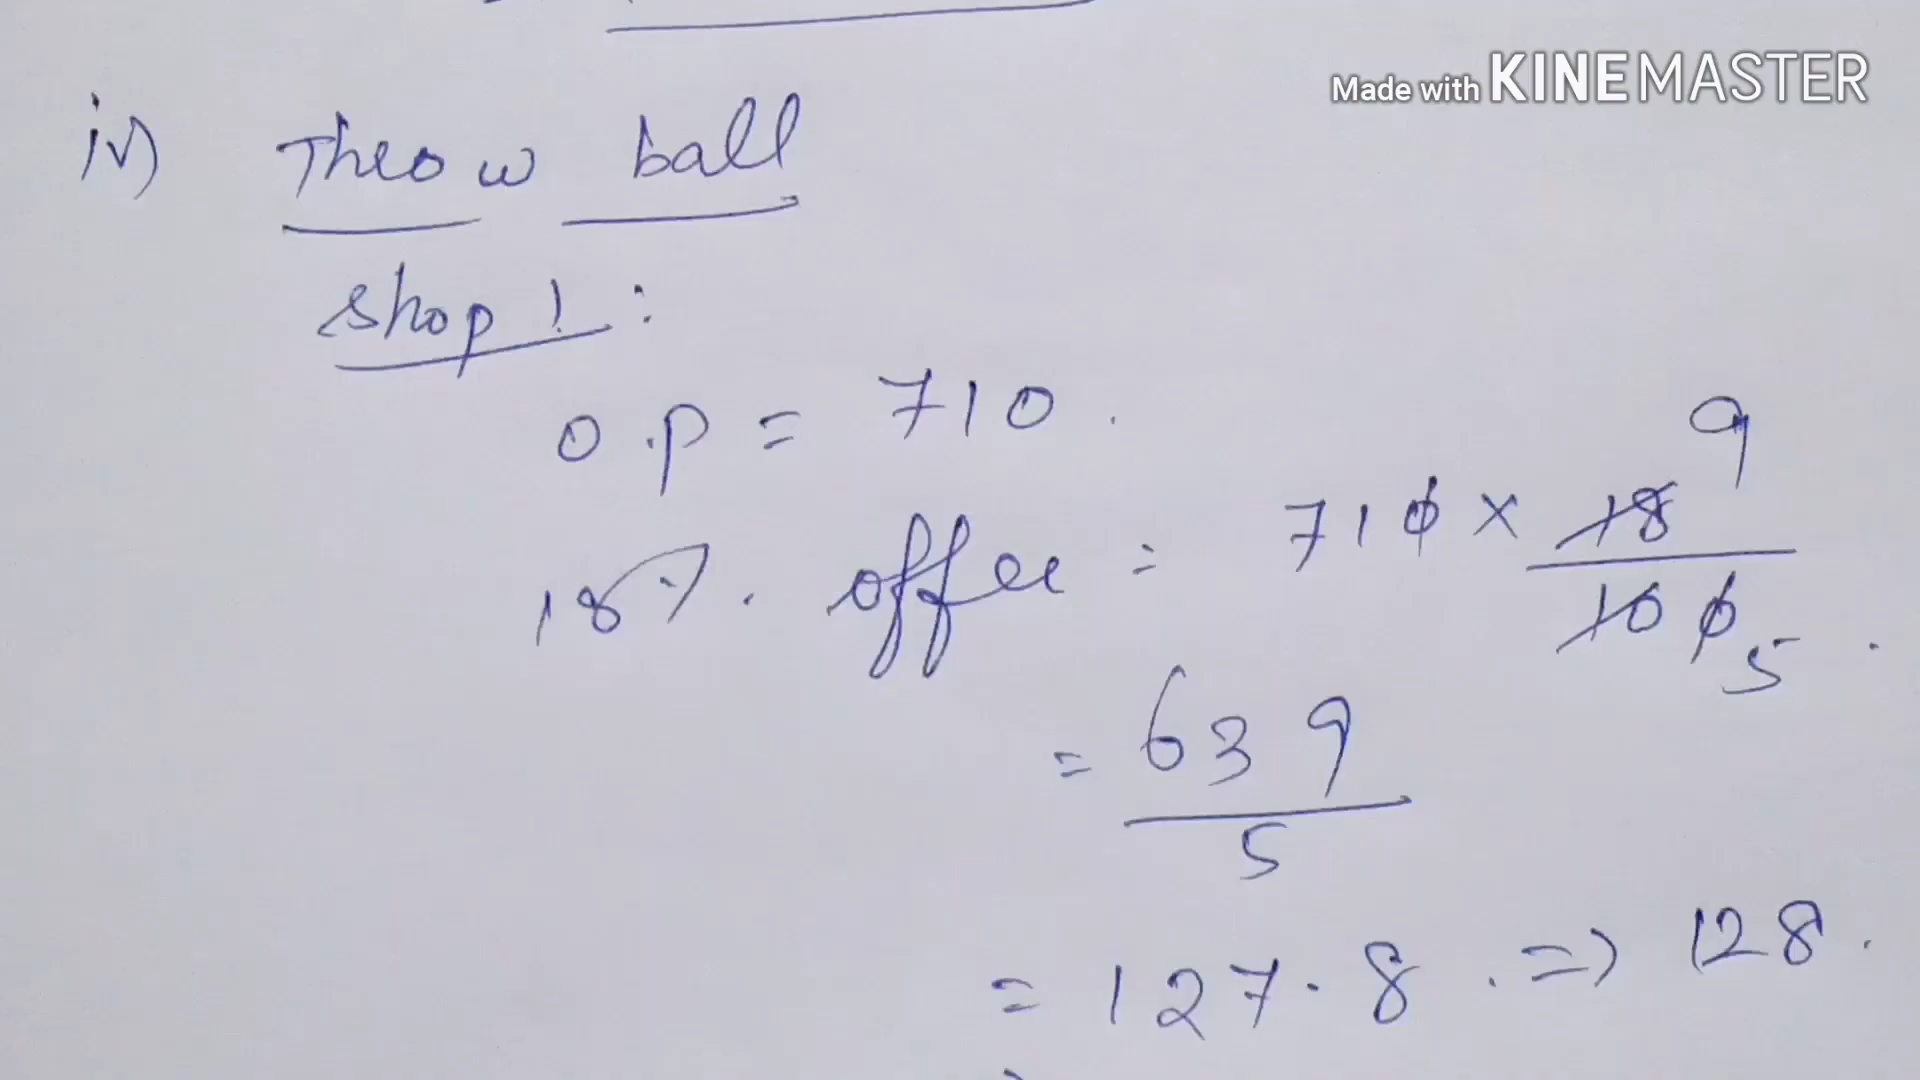 Made with KINEMASTER
iv) Throw ball
shop 1:
O.P = 710.
18%. offer = 710 × 18 9
100 5
= 639
5
= 127.8. => 128.